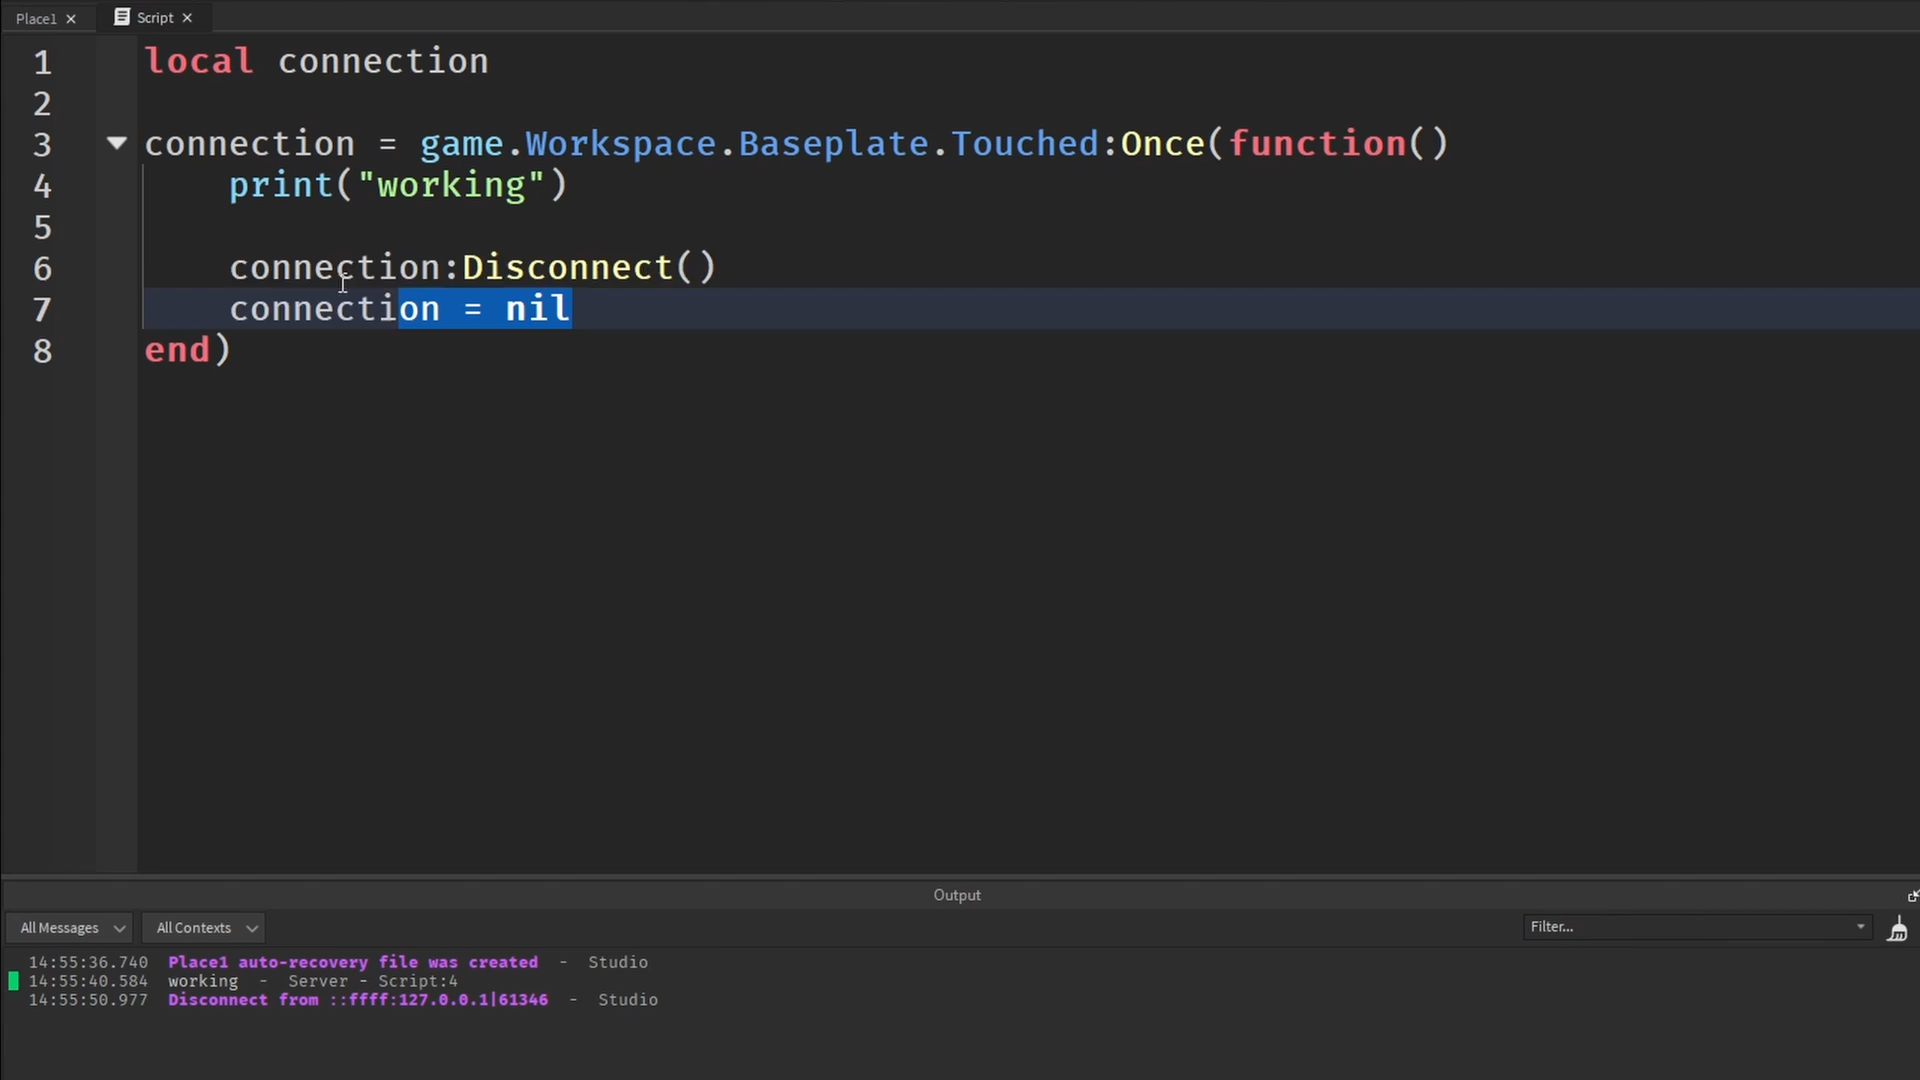 Place1
Script
1 local connection
2
3 connection = game.Workspace.Baseplate.Touched:Once(function()
4 print("working")
5
6 connection:Disconnect()
7 connection = nil
8 end)
Output
All Messages All Contexts Filter...
14:55:36.740 Place1 auto-recovery file was created - Studio
14:55:40.584 working - Server - Script:4
14:55:50.977 Disconnect from ::ffff:127.0.0.1|61346 - Studio